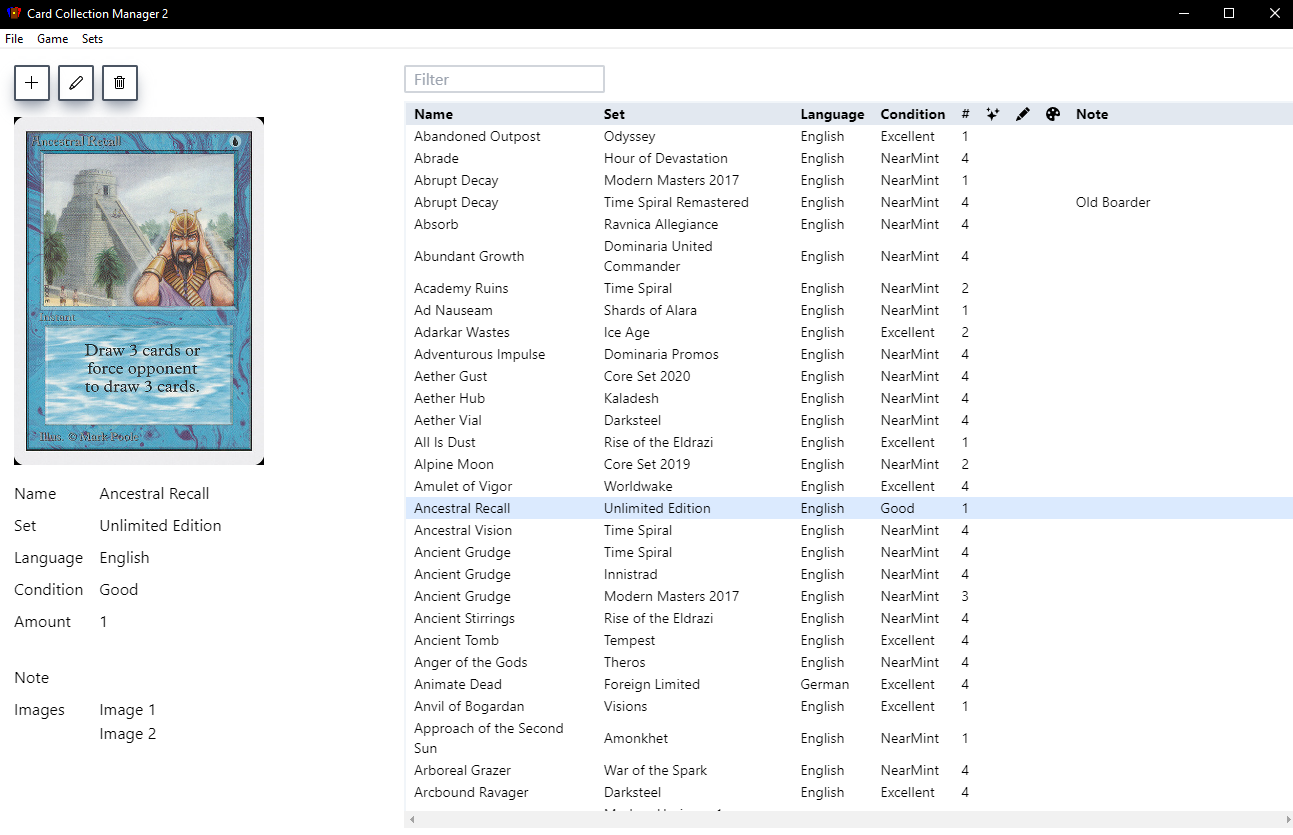 Card Collection Manager 2
File Game Sets
Ancestral Recall
Instant
Draw 3 cards or
force opponent
to draw 3 cards.
Illus. © Mark Poole
Name Ancestral Recall
Set Unlimited Edition
Language English
Condition Good
Amount 1
Note
Images Image 1
Image 2
Filter
Name Set Language Condition # Note
Abandoned Outpost Odyssey English Excellent 1
Abrade Hour of Devastation English NearMint 4
Abrupt Decay Modern Masters 2017 English NearMint 1
Abrupt Decay Time Spiral Remastered English NearMint 4 Old Boarder
Absorb Ravnica Allegiance English NearMint 4
Abundant Growth Dominaria United
Commander English NearMint 4
Academy Ruins Time Spiral English NearMint 2
Ad Nauseam Shards of Alara English NearMint 1
Adarkar Wastes Ice Age English Excellent 2
Adventurous Impulse Dominaria Promos English NearMint 4
Aether Gust Core Set 2020 English NearMint 4
Aether Hub Kaladesh English NearMint 4
Aether Vial Darksteel English NearMint 4
All Is Dust Rise of the Eldrazi English Excellent 1
Alpine Moon Core Set 2019 English NearMint 2
Amulet of Vigor Worldwake English Excellent 4
Ancestral Recall Unlimited Edition English Good 1
Ancestral Vision Time Spiral English NearMint 4
Ancient Grudge Time Spiral English NearMint 4
Ancient Grudge Innistrad English NearMint 4
Ancient Grudge Modern Masters 2017 English NearMint 3
Ancient Stirrings Rise of the Eldrazi English NearMint 4
Ancient Tomb Tempest English Excellent 4
Anger of the Gods Theros English NearMint 4
Animate Dead Foreign Limited German Excellent 4
Anvil of Bogardan Visions English Excellent 1
Approach of the Second
Sun Amonkhet English NearMint 1
Arboreal Grazer War of the Spark English NearMint 4
Arcbound Ravager Darksteel English Excellent 4